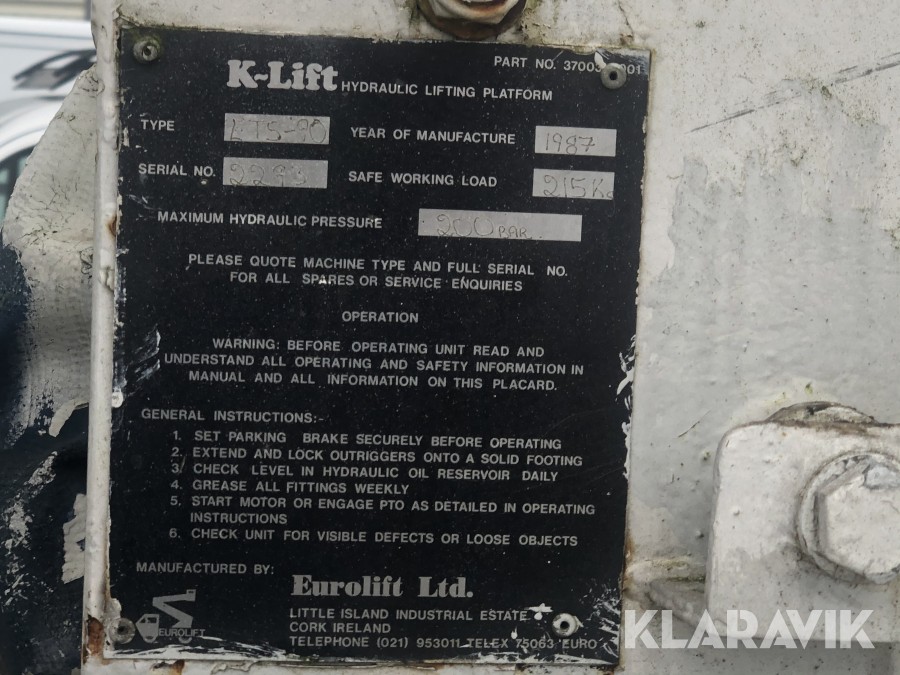 PART NO.
K-Lift HYDRAULIC LIFTING PLATFORM
TYPE YEAR OF MANUFACTURE 1987
SERIAL NO. SAFE WORKING LOAD 215KG
MAXIMUM HYDRAULIC PRESSURE 200 BAR
PLEASE QUOTE MACHINE TYPE AND FULL SERIAL NO.
FOR ALL SPARES OR SERVICE ENQUIRIES
OPERATION
WARNING: BEFORE OPERATING UNIT READ AND
UNDERSTAND ALL OPERATING AND SAFETY INFORMATION IN
MANUAL AND ALL INFORMATION ON THIS PLACARD.
GENERAL INSTRUCTIONS:-
1. SET PARKING BRAKE SECURELY BEFORE OPERATING
2. EXTEND AND LOCK OUTRIGGERS ONTO A SOLID FOOTING
3. CHECK LEVEL IN HYDRAULIC OIL RESERVOIR DAILY
4. GREASE ALL FITTINGS WEEKLY
5. START MOTOR OR ENGAGE PTO AS DETAILED IN OPERATING
INSTRUCTIONS
6. CHECK UNIT FOR VISIBLE DEFECTS OR LOOSE OBJECTS
MANUFACTURED BY:
Eurolift Ltd.
EUROLIFT
LITTLE ISLAND INDUSTRIAL ESTATE
CORK IRELAND
TELEPHONE (021) 953011 TELEX 75063 EURO
KLARAVIK